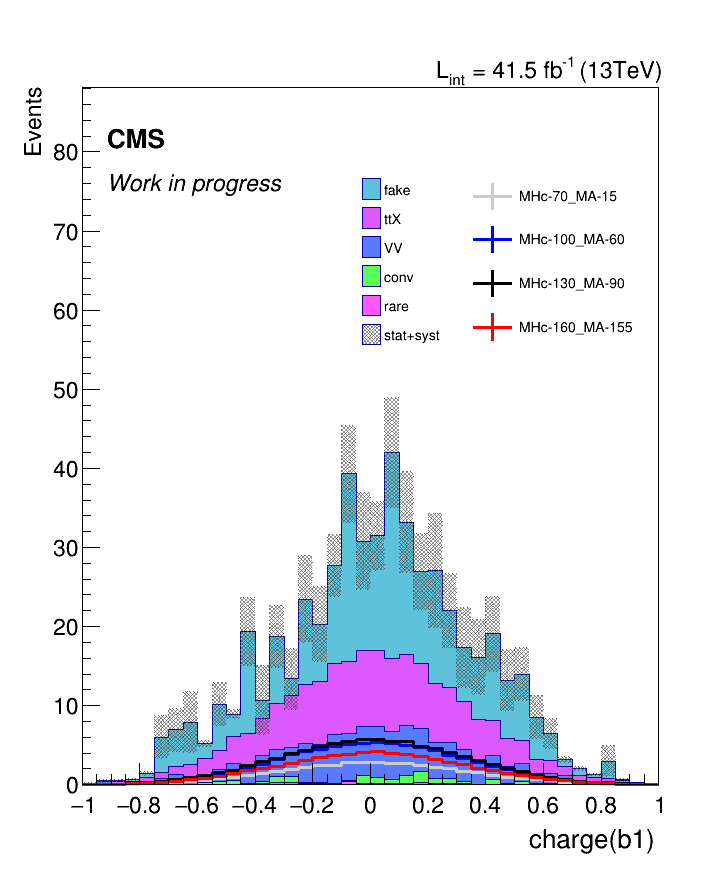 L_int = 41.5 fb^-1 (13TeV)
Events
CMS
Work in progress
fake
ttX
VV
conv
rare
stat+syst
MHc-70_MA-15
MHc-100_MA-60
MHc-130_MA-90
MHc-160_MA-155
80
70
60
50
40
30
20
10
0
−1 −0.8 −0.6 −0.4 −0.2 0 0.2 0.4 0.6 0.8 1
charge(b1)